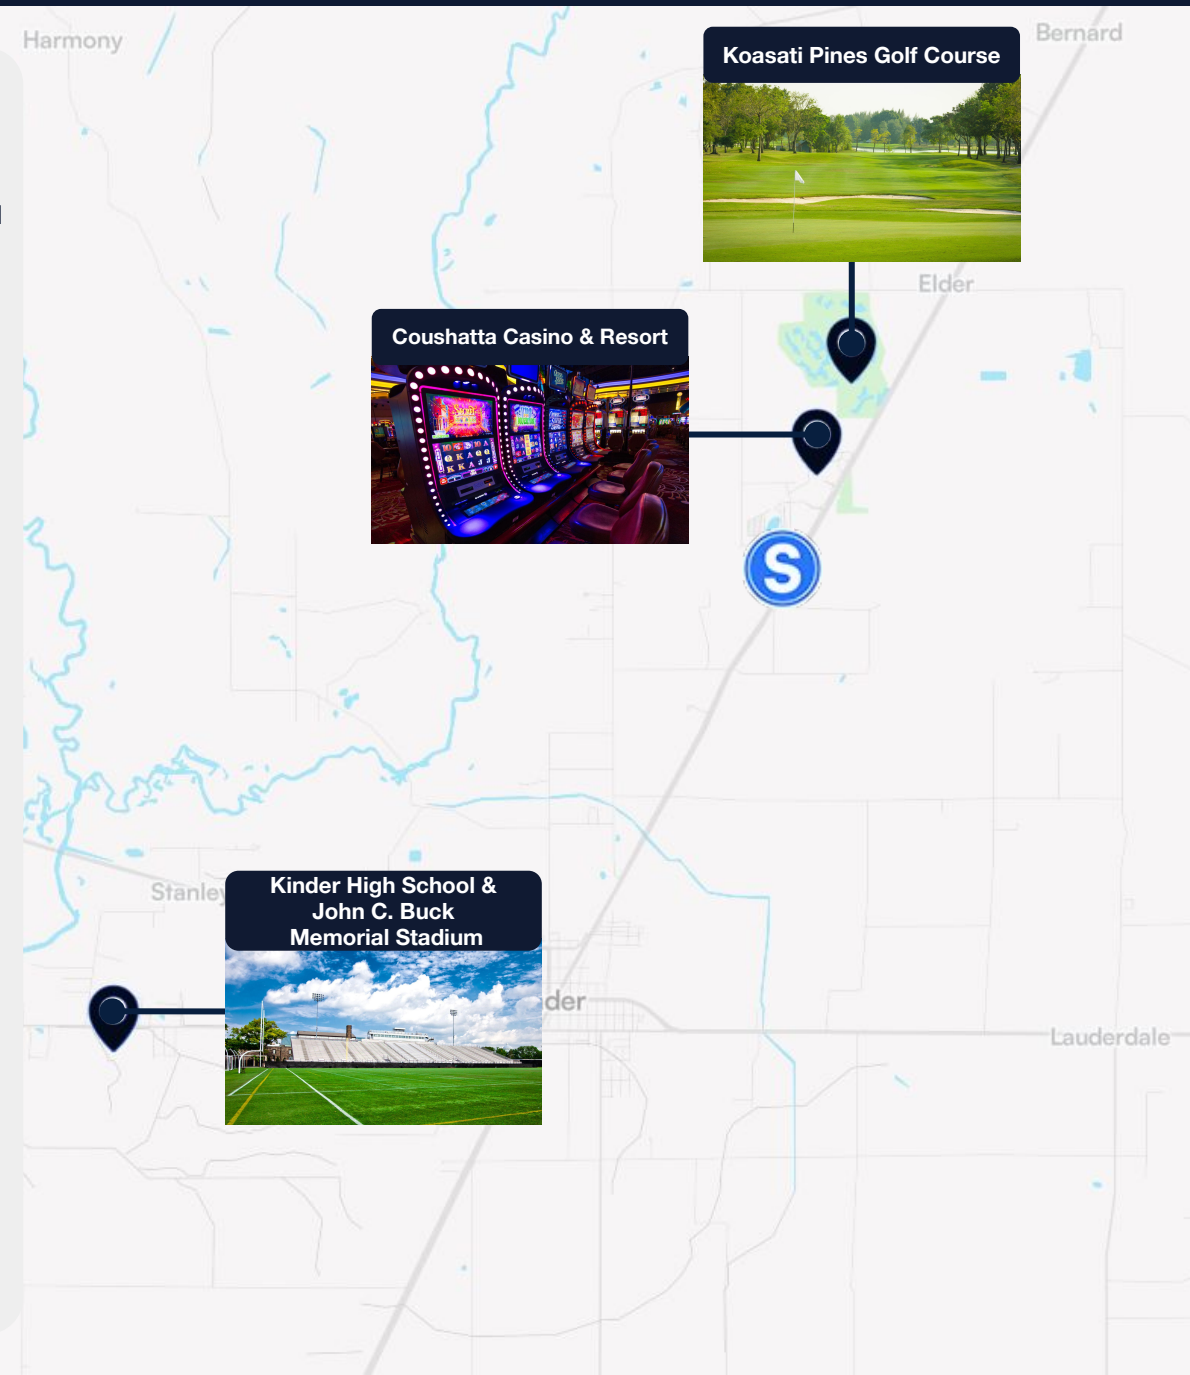 Harmony
Bernard
Koasati Pines Golf Course
Elder
Coushatta Casino & Resort
S
Stanley
Kinder High School &
John C. Buck
Memorial Stadium
der
Lauderdale